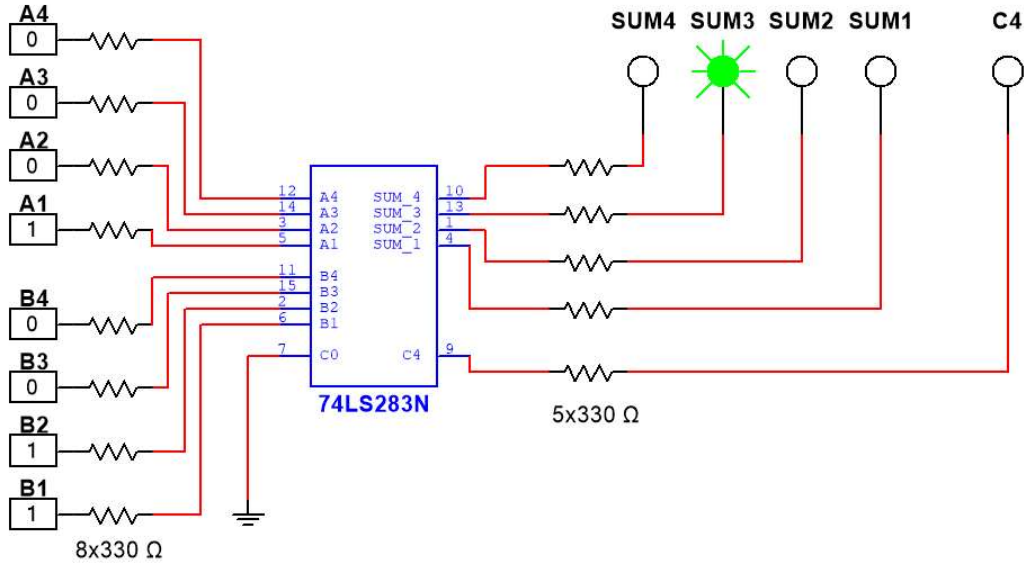 A4
0
A3
0
A2
0
A1
1
B4
0
B3
0
B2
1
B1
1
8x330 Ω
12 A4
14 A3
3 A2
5 A1
11 B4
15 B3
2 B2
6 B1
7 C0
SUM_4 10
SUM_3 13
SUM_2 1
SUM_1 4
C4 9
74LS283N
SUM4 SUM3 SUM2 SUM1 C4
5x330 Ω